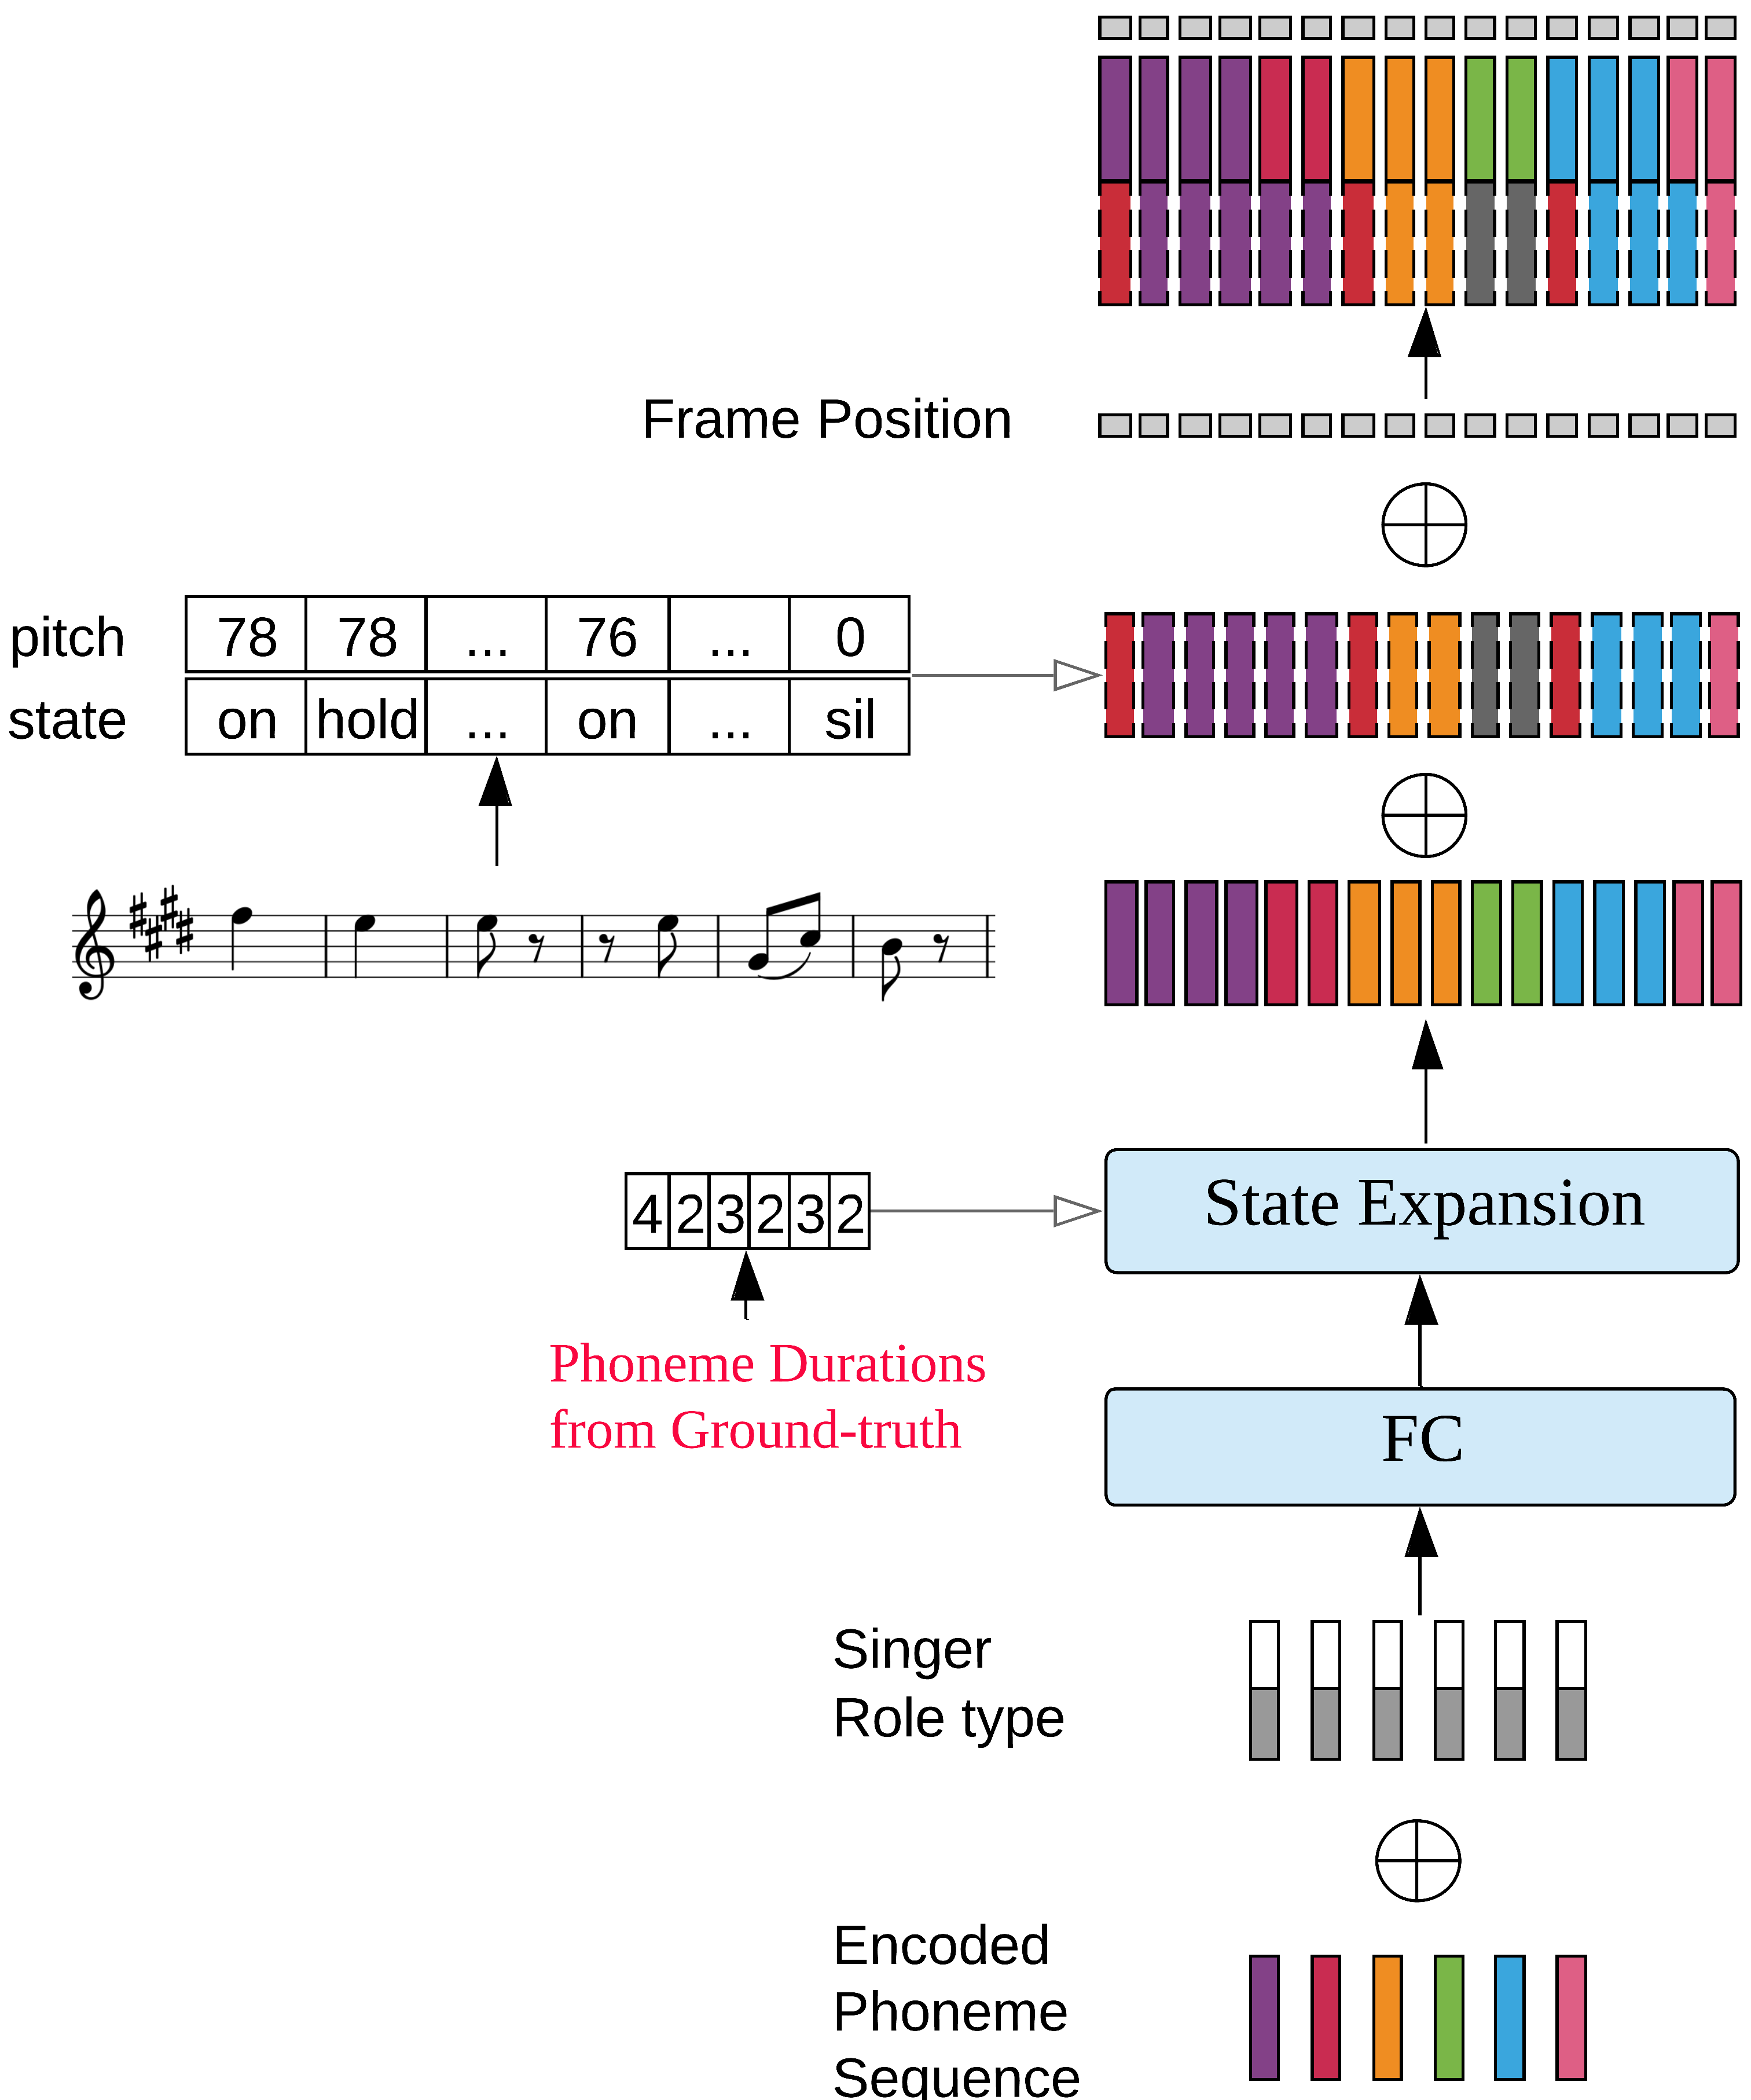 Frame Position
pitch 78 78 ... 76 ... 0
state on hold ... on ... sil
4 2 3 2 3 2
State Expansion
Phoneme Durations
from Ground-truth
FC
Singer
Role type
Encoded
Phoneme
Sequence